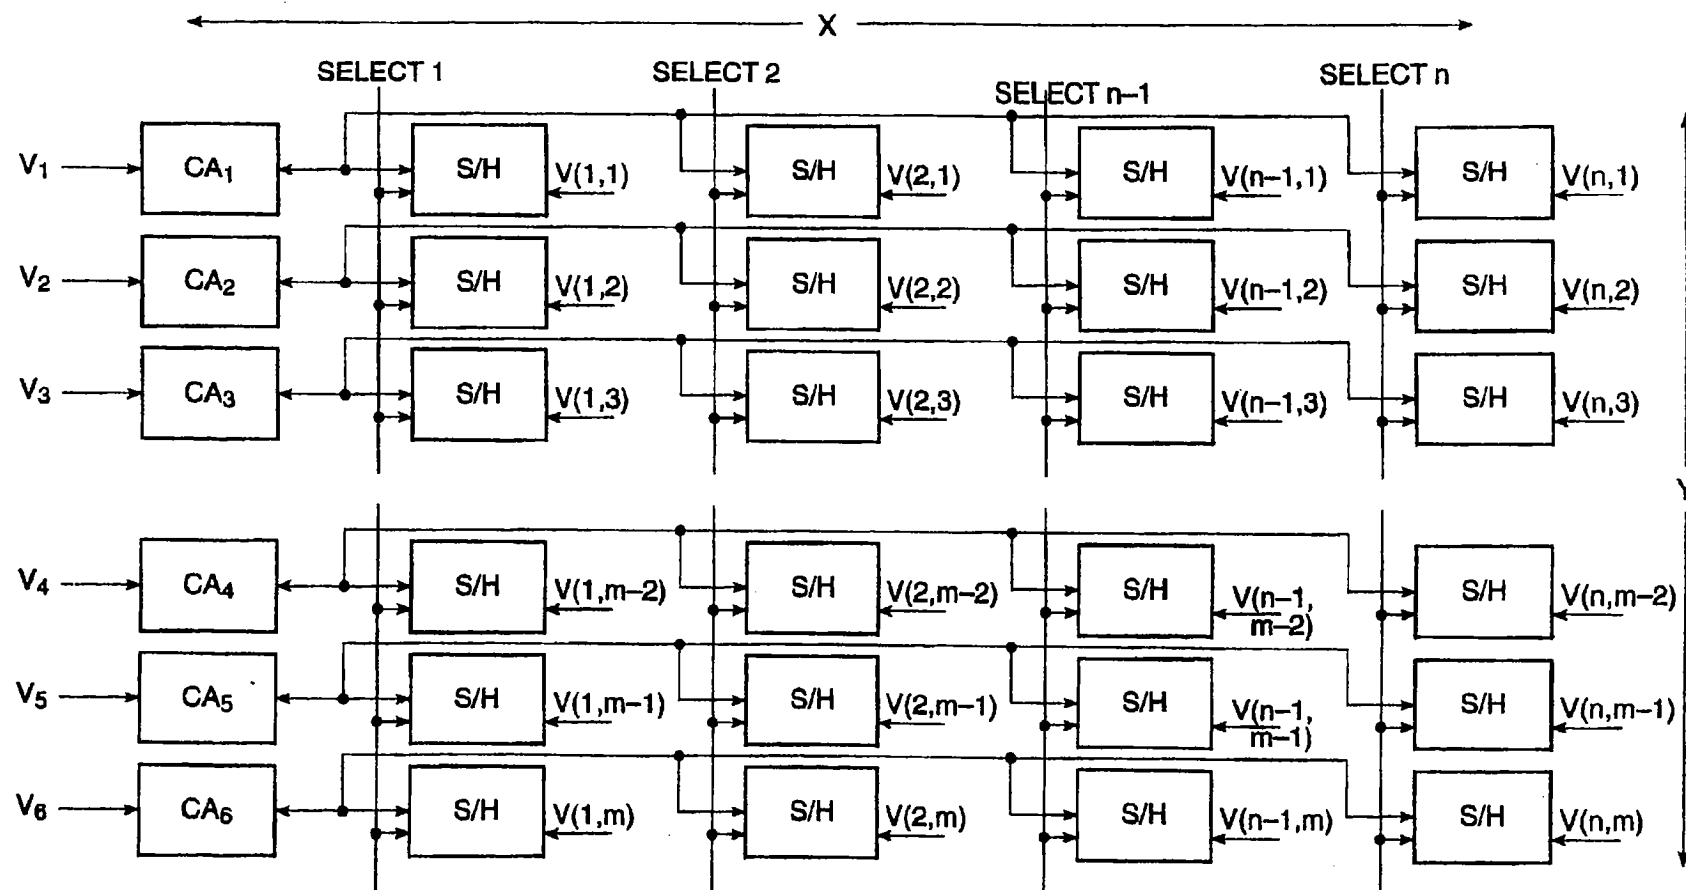 X
SELECT 1 SELECT 2 SELECT n–1 SELECT n
V1 CA1 S/H V(1,1) S/H V(2,1) S/H V(n–1,1) S/H V(n,1)
V2 CA2 S/H V(1,2) S/H V(2,2) S/H V(n–1,2) S/H V(n,2)
V3 CA3 S/H V(1,3) S/H V(2,3) S/H V(n–1,3) S/H V(n,3)
Y
V4 CA4 S/H V(1,m–2) S/H V(2,m–2) S/H V(n–1, m–2) S/H V(n,m–2)
V5 CA5 S/H V(1,m–1) S/H V(2,m–1) S/H V(n–1, m–1) S/H V(n,m–1)
V6 CA6 S/H V(1,m) S/H V(2,m) S/H V(n–1,m) S/H V(n,m)